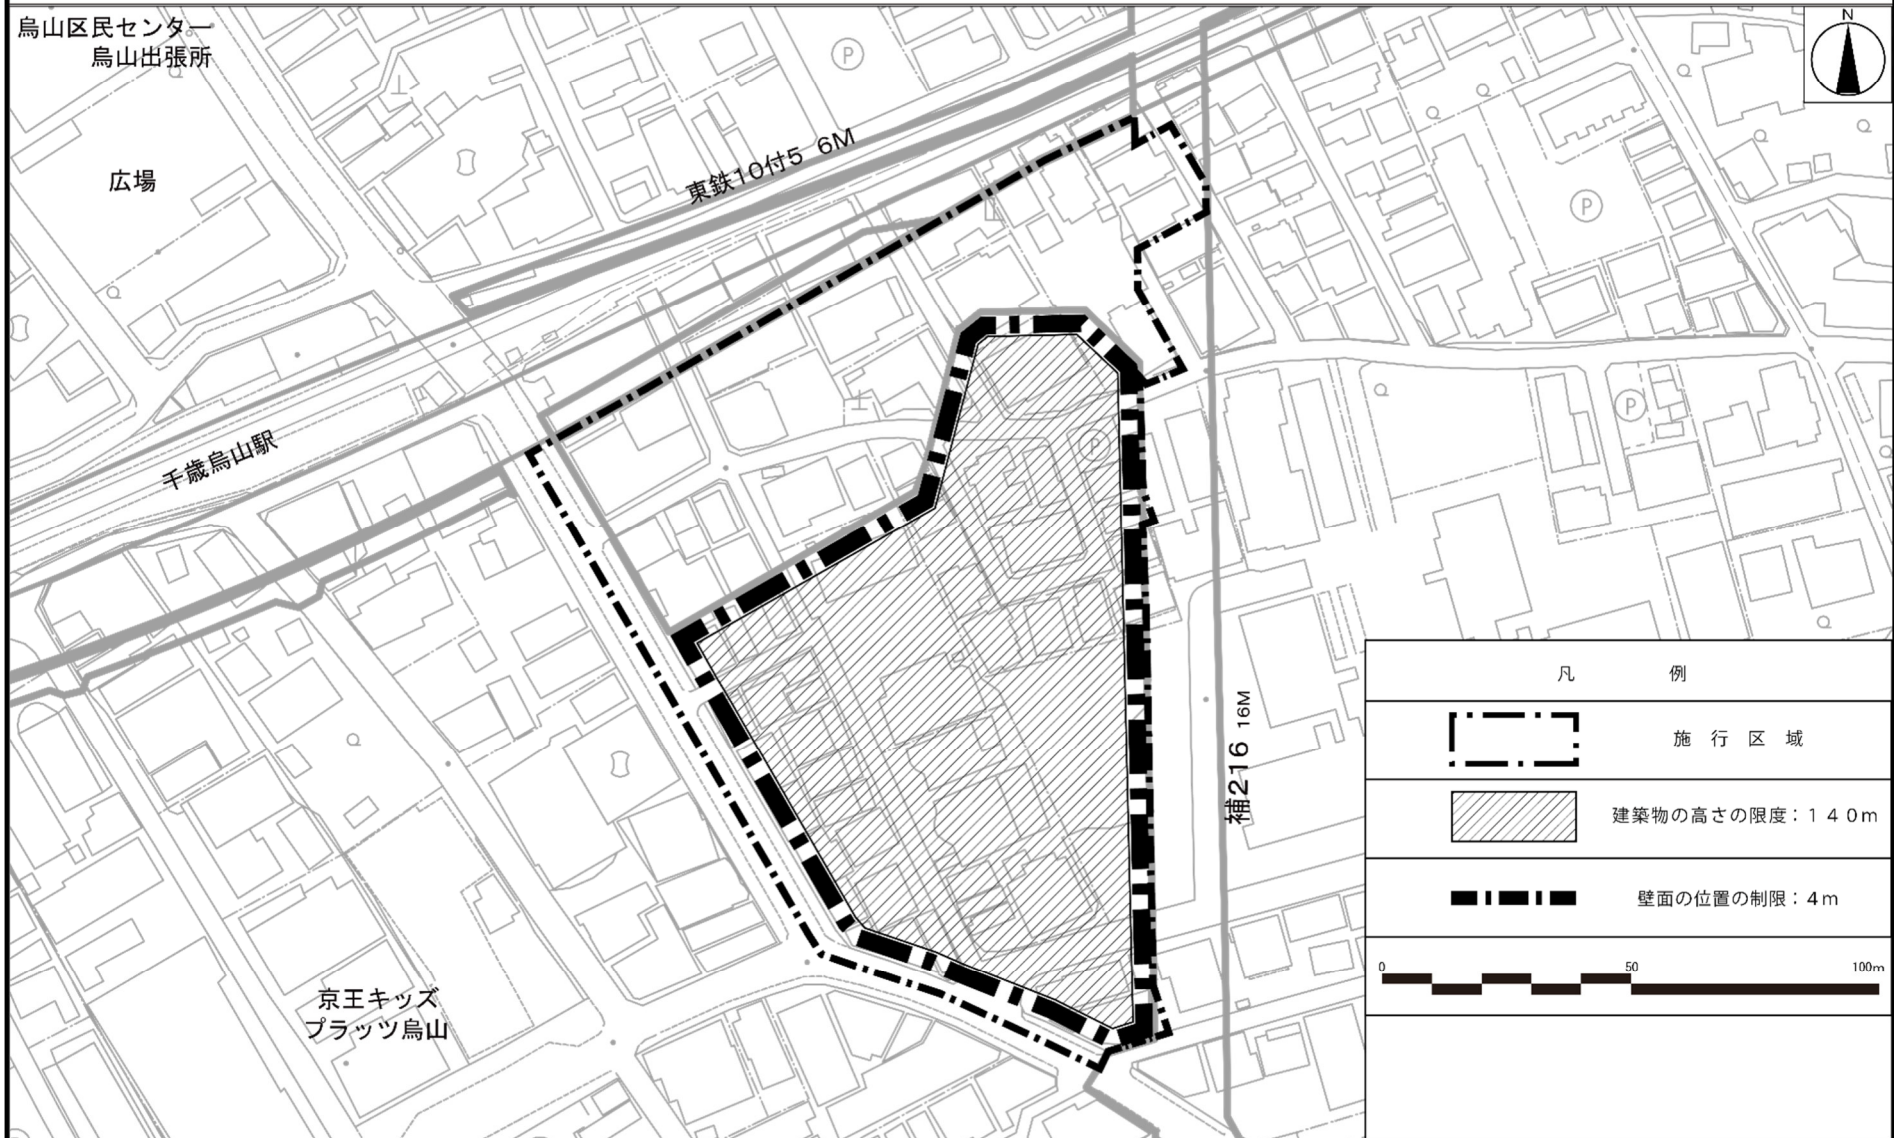 烏山区民センター
烏山出張所
N
P
東鉄10付5 6M
広場
P
P
千歳烏山駅
P
補216 16M
京王キッズ
プラッツ烏山
凡 例
施 行 区 域
建築物の高さの限度：140m
壁面の位置の制限：4m
0 50 100m